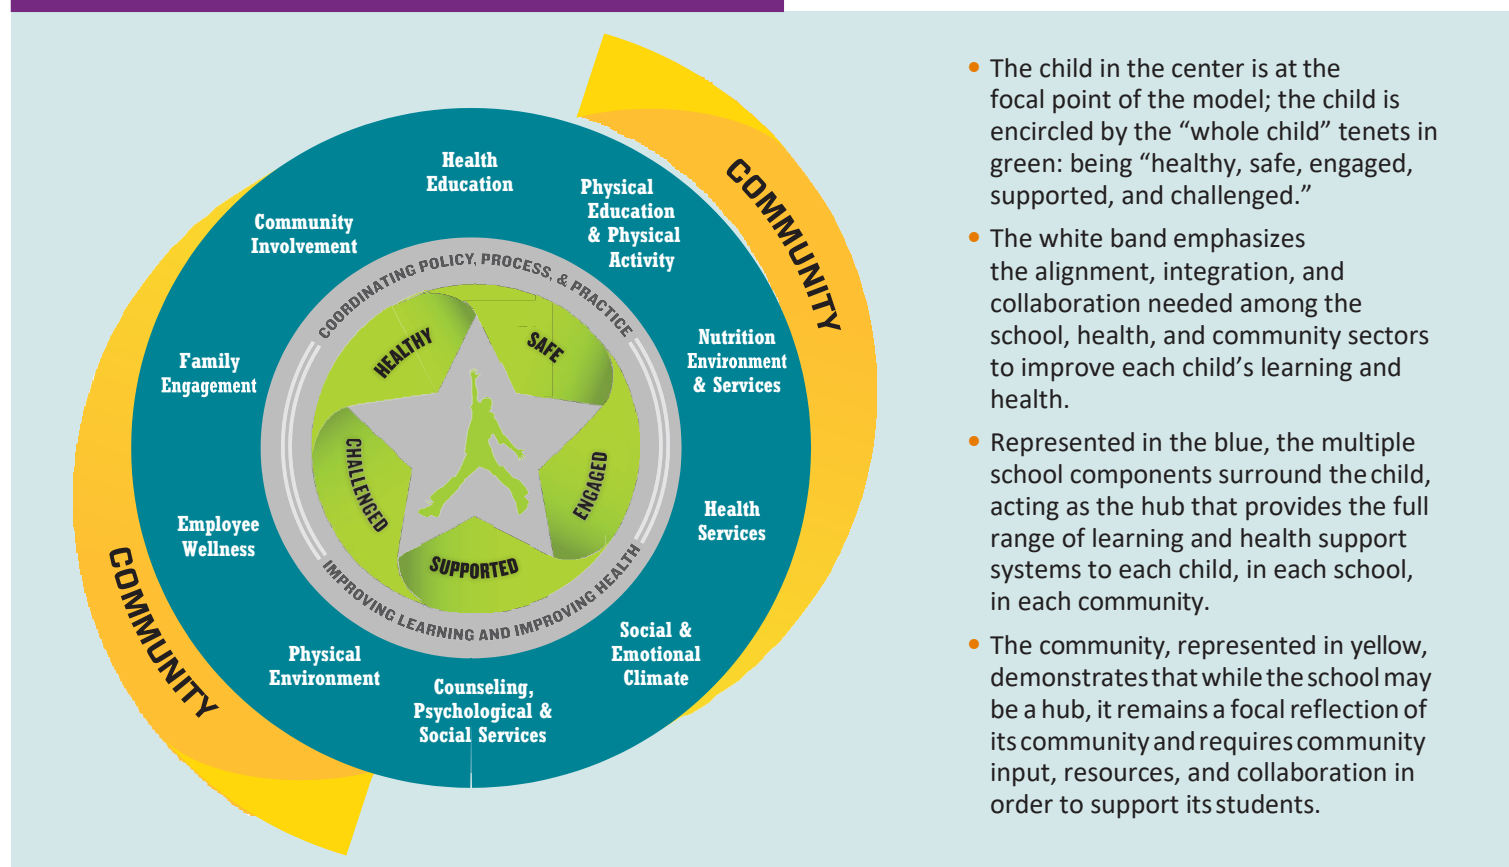 Health
Education
Physical
Education
& Physical
Activity
Nutrition
Environment
& Services
Health
Services
Social &
Emotional
Climate
Counseling,
Psychological &
Social Services
Physical
Environment
Employee
Wellness
Family
Engagement
Community
Involvement
COMMUNITY
COMMUNITY
COORDINATING POLICY, PROCESS, & PRACTICE
IMPROVING LEARNING AND IMPROVING HEALTH
HEALTHY
SAFE
ENGAGED
SUPPORTED
CHALLENGED
• The child in the center is at the
focal point of the model; the child is
encircled by the “whole child” tenets in
green: being “healthy, safe, engaged,
supported, and challenged.”
• The white band emphasizes
the alignment, integration, and
collaboration needed among the
school, health, and community sectors
to improve each child’s learning and
health.
• Represented in the blue, the multiple
school components surround the child,
acting as the hub that provides the full
range of learning and health support
systems to each child, in each school,
in each community.
• The community, represented in yellow,
demonstrates that while the school may
be a hub, it remains a focal reflection of
its community and requires community
input, resources, and collaboration in
order to support its students.